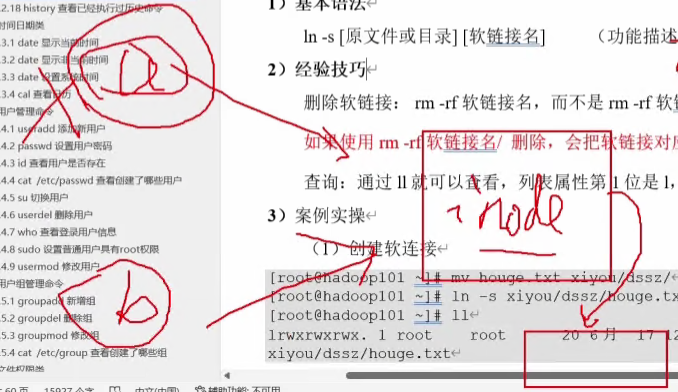 2.18 history 查看已经执行过历史命令
时间日期类
3.1 date 显示当前时间
3.2 date 显示非当前时间
3.3 date 设置系统时间
3.4 cal 查看日历
用户管理命令
4.1 useradd 添加新用户
4.2 passwd 设置用户密码
4.3 id 查看用户是否存在
4.4 cat /etc/passwd 查看创建了哪些用户
4.5 su 切换用户
4.6 userdel 删除用户
4.7 who 查看登录用户信息
4.8 sudo 设置普通用户具有root权限
4.9 usermod 修改用户
用户组管理命令
5.1 groupadd 新增组
5.2 groupdel 删除组
5.3 groupmod 修改组
5.4 cat /etc/group 查看创建了哪些组
文件权限类
a
b
1）基本语法
ln -s [原文件或目录] [软链接名] （功能描述
2）经验技巧
删除软链接： rm -rf 软链接名，而不是 rm -rf 软链
如果使用 rm -rf 软链接名/ 删除，会把软链接对应
查询：通过 ll 就可以查看，列表属性第 1 位是 l，
inode
3）案例实操
（1）创建软连接
[root@hadoop101 ~]# mv houge.txt xiyou/dssz/
[root@hadoop101 ~]# ln -s xiyou/dssz/houge.tx
[root@hadoop101 ~]# ll
lrwxrwxrwx. 1 root root 20 6月 17 12
xiyou/dssz/houge.txt
15927 个字 中文(中国) 辅助功能: 不可用